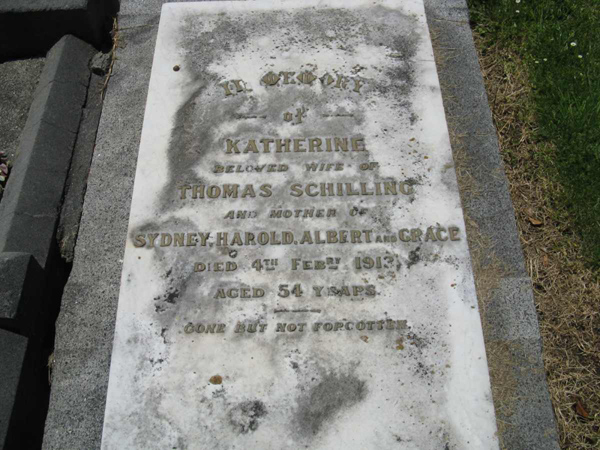 In Memory
of
KATHERINE
BELOVED WIFE OF
THOMAS SCHILLING
AND MOTHER OF
SYDNEY, HAROLD, ALBERT AND GRACE
DIED 4TH FEBRY 1913,
AGED 54 YEARS.
GONE BUT NOT FORGOTTEN.